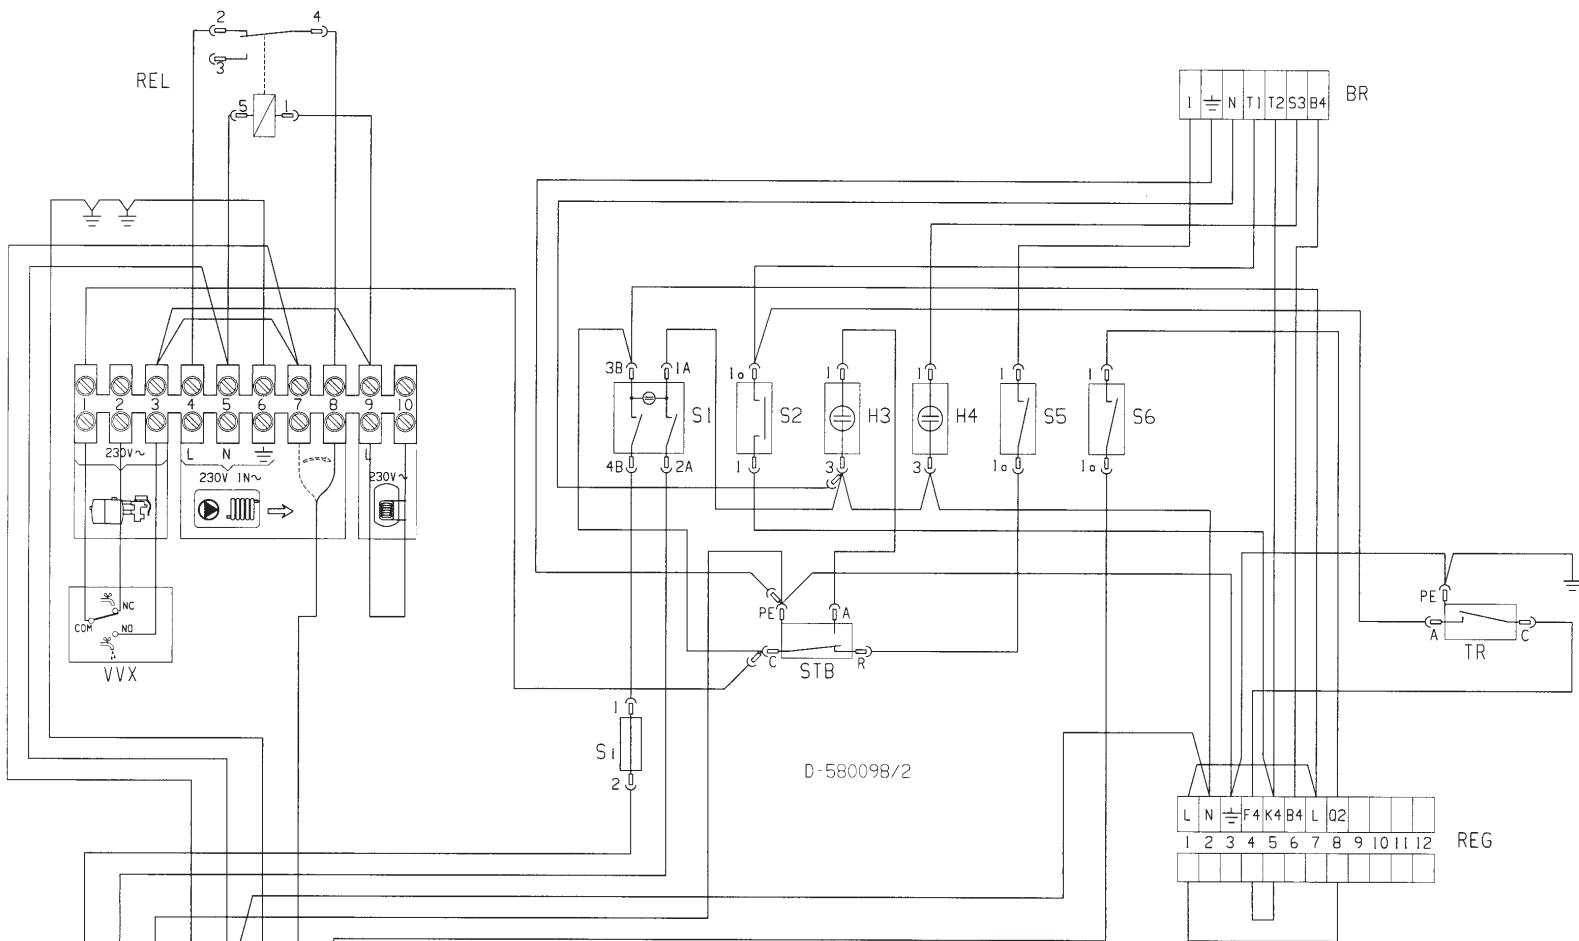 2 4
3
REL
5 1
BR
1 N T1 T2 S3 B4
3B 1A 1a 1 1 1 1
S1 S2 H3 H4 S5 S6
4B 2A 1 3 3 1a 1a
1 2 3 4 5 6 7 8 9 10
230V~ L N L
230V 1N~ 230V~
NC
COM NO
VVX
PE A
C R
STB
PE
A C
TR
1
Si
2
D-580098/2
L N F4 K4 B4 L Q2
1 2 3 4 5 6 7 8 9 10 11 12
REG